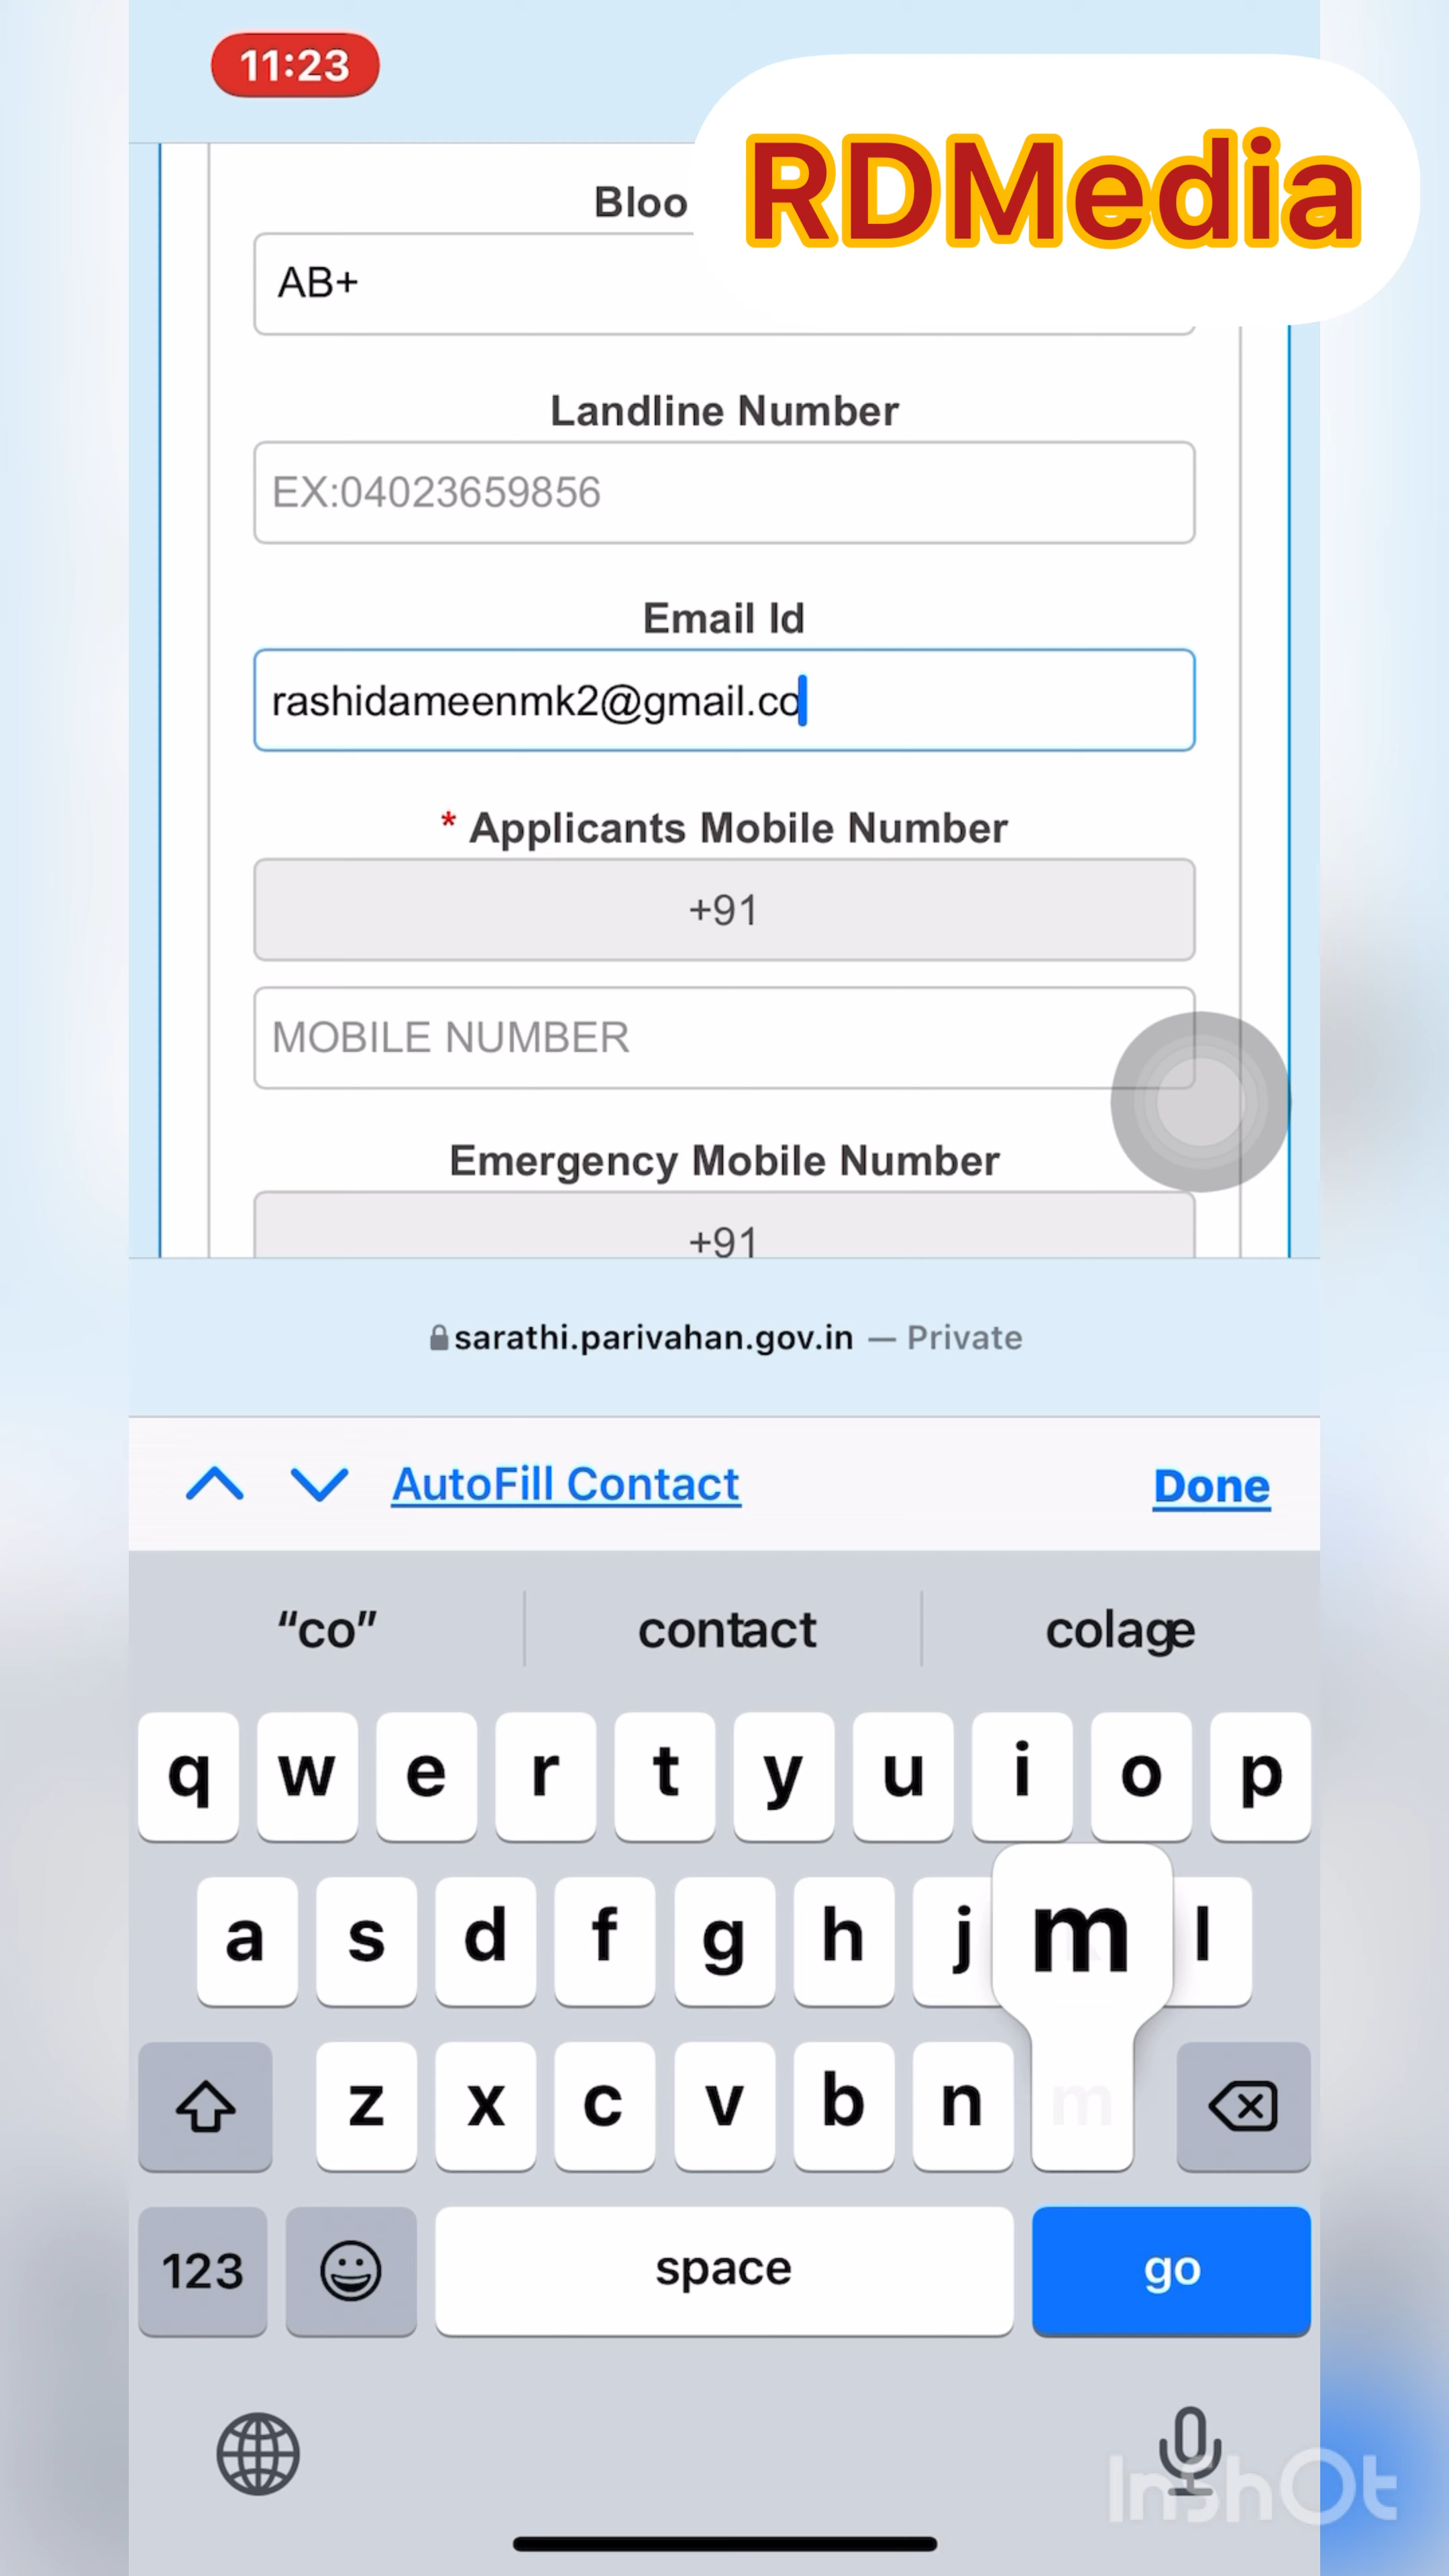 11:23
RDMedia
Bloo
AB+
Landline Number
EX:04023659856
Email Id
rashidameenmk2@gmail.co
* Applicants Mobile Number
+91
MOBILE NUMBER
Emergency Mobile Number
+91
sarathi.parivahan.gov.in — Private
AutoFill Contact Done
“co” contact colage
q w e r t y u i o p
a s d f g h j m l
z x c v b n m
123 space go
InShOt